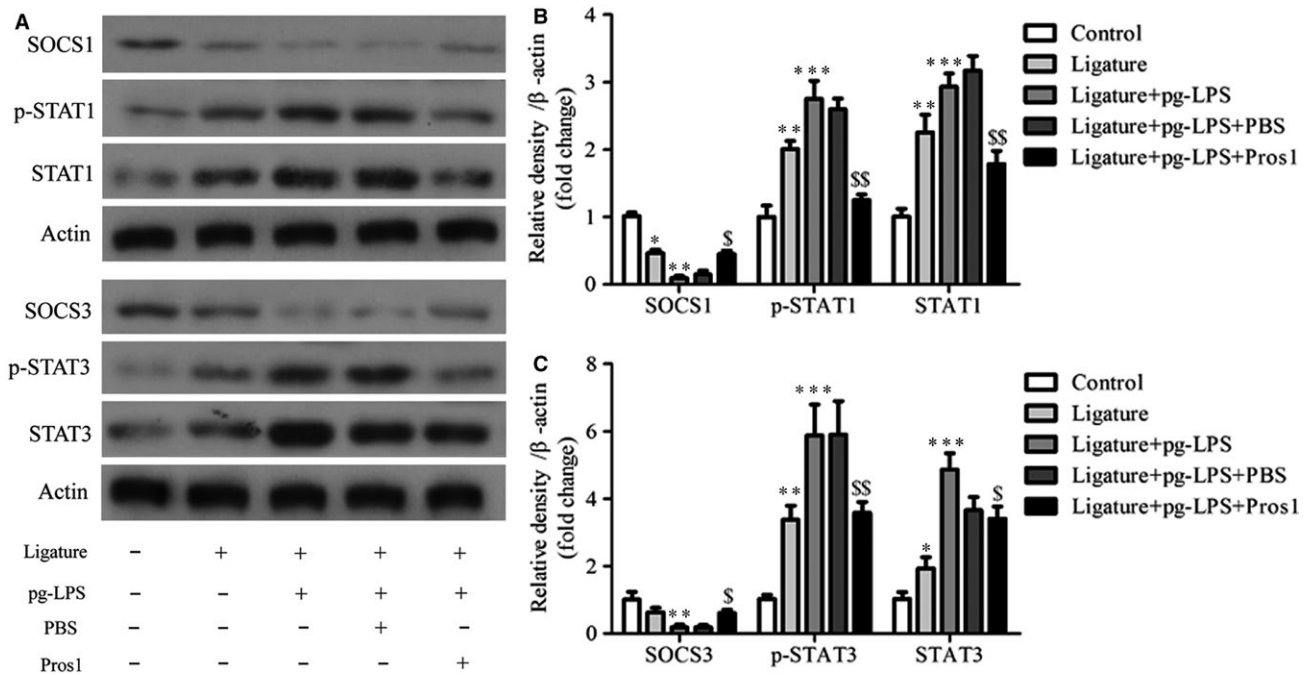 A
SOCS1
p-STAT1
STAT1
Actin
SOCS3
p-STAT3
STAT3
Actin
Ligature – + + + +
pg-LPS – – + + +
PBS – – – + –
Pros1 – – – – +
B
Relative density /β -actin
(fold change)
4
3
2
1
0
* ** $
** *** $$
** *** $$
SOCS1 p-STAT1 STAT1
Control
Ligature
Ligature+pg-LPS
Ligature+pg-LPS+PBS
Ligature+pg-LPS+Pros1
C
Relative density /β -actin
(fold change)
8
6
4
2
0
** $
** *** $$
* *** $
SOCS3 p-STAT3 STAT3
Control
Ligature
Ligature+pg-LPS
Ligature+pg-LPS+PBS
Ligature+pg-LPS+Pros1